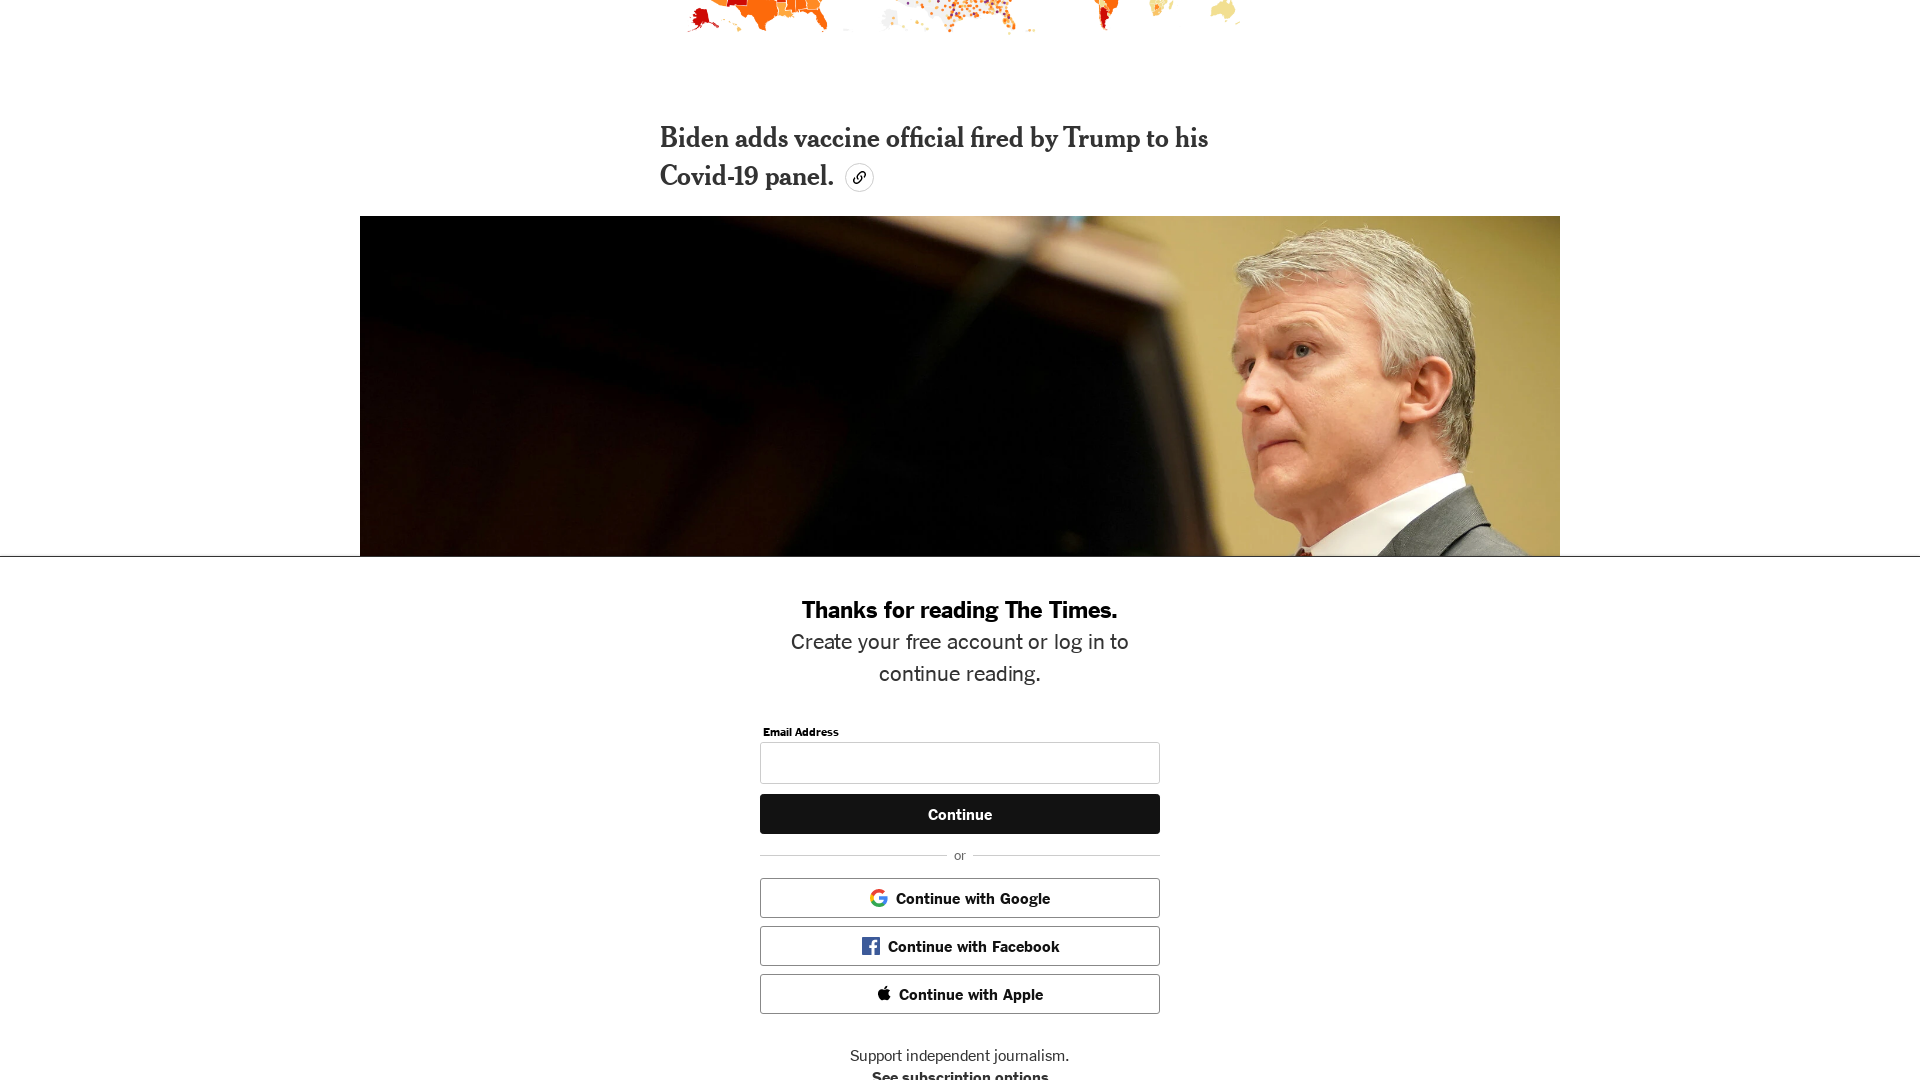 Biden adds vaccine official fired by Trump to his
Covid-19 panel.
Thanks for reading The Times.
Create your free account or log in to
continue reading.
Email Address
Continue
or
Continue with Google
Continue with Facebook
Continue with Apple
Support independent journalism.
See subscription options